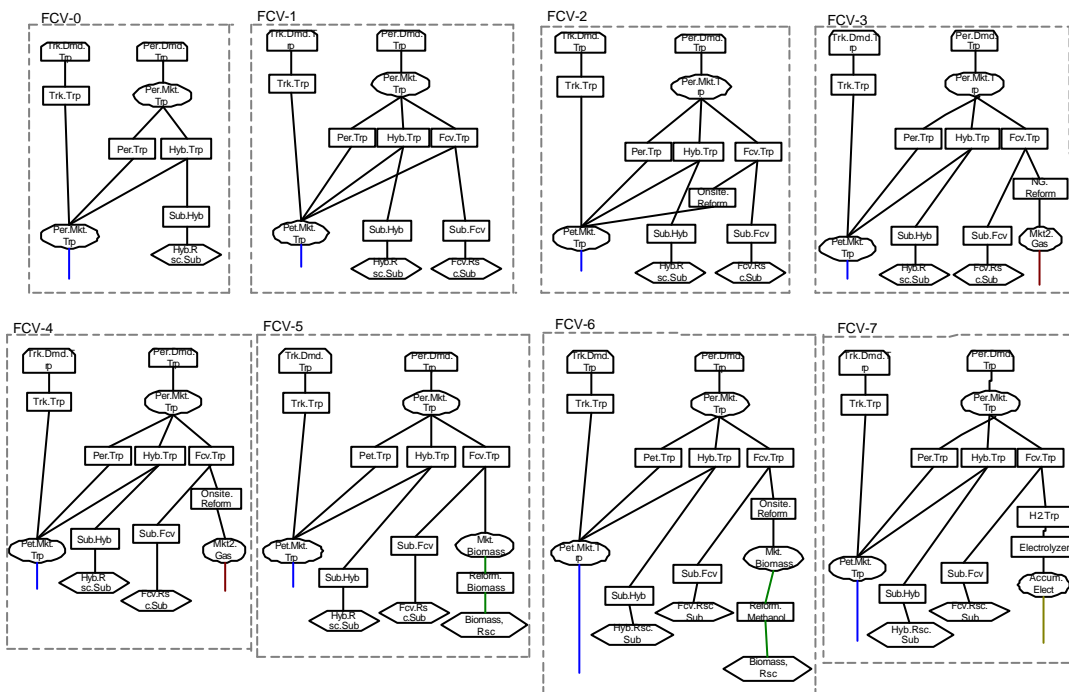 FCV-0
Trk.Dmd.
Trp
Per.Dmd.
Trp
Trk.Trp
Per.Mkt.
Trp
Per.Trp
Hyb.Trp
Sub.Hyb
Per.Mkt.
Trp
Hyb.R
sc.Sub
FCV-1
Trk.Dmd.T
rp
Per.Dmd.
Trp
Trk.Trp
Per.Mkt.
Trp
Per.Trp
Hyb.Trp
Fcv.Trp
Pet.Mkt.
Trp
Sub.Hyb
Sub.Fcv
Hyb.R
sc.Sub
Fcv.Rs
c.Sub
FCV-2
Trk.Dmd.
Trp
Per.Dmd.
Trp
Trk.Trp
Per.Mkt.T
rp
Per.Trp
Hyb.Trp
Fcv.Trp
Onsite.
Reform
Pet.Mkt.
Trp
Sub.Hyb
Sub.Fcv
Hyb.R
sc.Sub
Fcv.Rs
c.Sub
FCV-3
Trk.Dmd.T
rp
Per.Dmd.
Trp
Trk.Trp
Per.Mkt.
Trp
Per.Trp
Hyb.Trp
Fcv.Trp
NG.
Reform
Pet.Mkt.
Trp
Sub.Hyb
Sub.Fcv
Mkt2.
Gas
Hyb.R
sc.Sub
Fcv.Rs
c.Sub
FCV-4
Trk.Dmd.T
rp
Per.Dmd.
Trp
Trk.Trp
Per.Mkt.
Trp
Per.Trp
Hyb.Trp
Fcv.Trp
Onsite.
Reform
Pet.Mkt.
Trp
Sub.Hyb
Sub.Fcv
Mkt2.
Gas
Hyb.R
sc.Sub
Fcv.Rs
c.Sub
FCV-5
Trk.Dmd.
Trp
Per.Dmd.
Trp
Trk.Trp
Per.Mkt.
Trp
Pet.Trp
Hyb.Trp
Fcv.Trp
Pet.Mkt.
Trp
Sub.Hyb
Sub.Fcv
Mkt.
Biomass
Reform.
Biomass
Hyb.R
sc.Sub
Fcv.Rs
c.Sub
Biomass,
Rsc
FCV-6
Trk.Dmd.
Trp
Per.Dmd.
Trp
Trk.Trp
Per.Mkt.
Trp
Pet.Trp
Hyb.Trp
Fcv.Trp
Onsite.
Reform
Pet.Mkt.T
rp
Mkt.
Biomass
Sub.Hyb
Sub.Fcv
Fcv.Rsc
Sub
Reform.
Methanol
Hyb.Rsc.
Sub
Biomass,
Rsc
FCV-7
Trk.Dmd.T
rp
Per.Dmd.
Trp
Trk.Trp
Per.Mkt.
Trp
Per.Trp
Hyb.Trp
Fcv.Trp
H2.Trp
Electrolyzer
Pet.Mkt.
Trp
Sub.Hyb
Sub.Fcv
Accum.
Elect
Fcv.Rsc.
Sub
Hyb.Rsc.
Sub